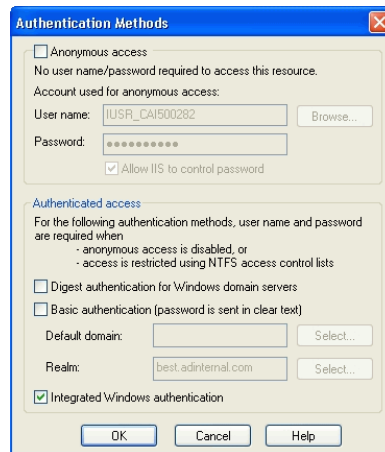 Authentication Methods
Anonymous access
No user name/password required to access this resource.
Account used for anonymous access:
User name: IUSR_CAI500282 Browse...
Password: ••••••••••
Allow IIS to control password
Authenticated access
For the following authentication methods, user name and password
are required when
- anonymous access is disabled, or
- access is restricted using NTFS access control lists
Digest authentication for Windows domain servers
Basic authentication (password is sent in clear text)
Default domain: Select...
Realm: best.adinternal.com Select...
Integrated Windows authentication
OK Cancel Help